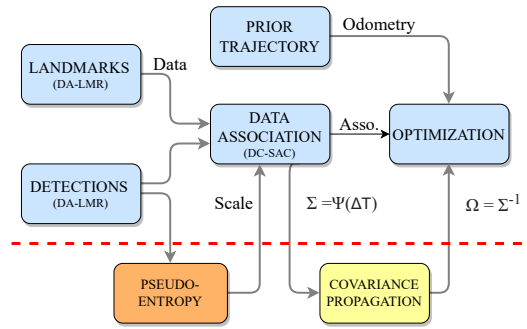 PRIOR
TRAJECTORY
Odometry
LANDMARKS
(DA-LMR)
Data
DATA
ASSOCIATION
(DC-SAC)
Asso.
OPTIMIZATION
DETECTIONS
(DA-LMR)
Scale
Σ =Ψ(ΔT)
Ω = Σ⁻¹
PSEUDO-
ENTROPY
COVARIANCE
PROPAGATION